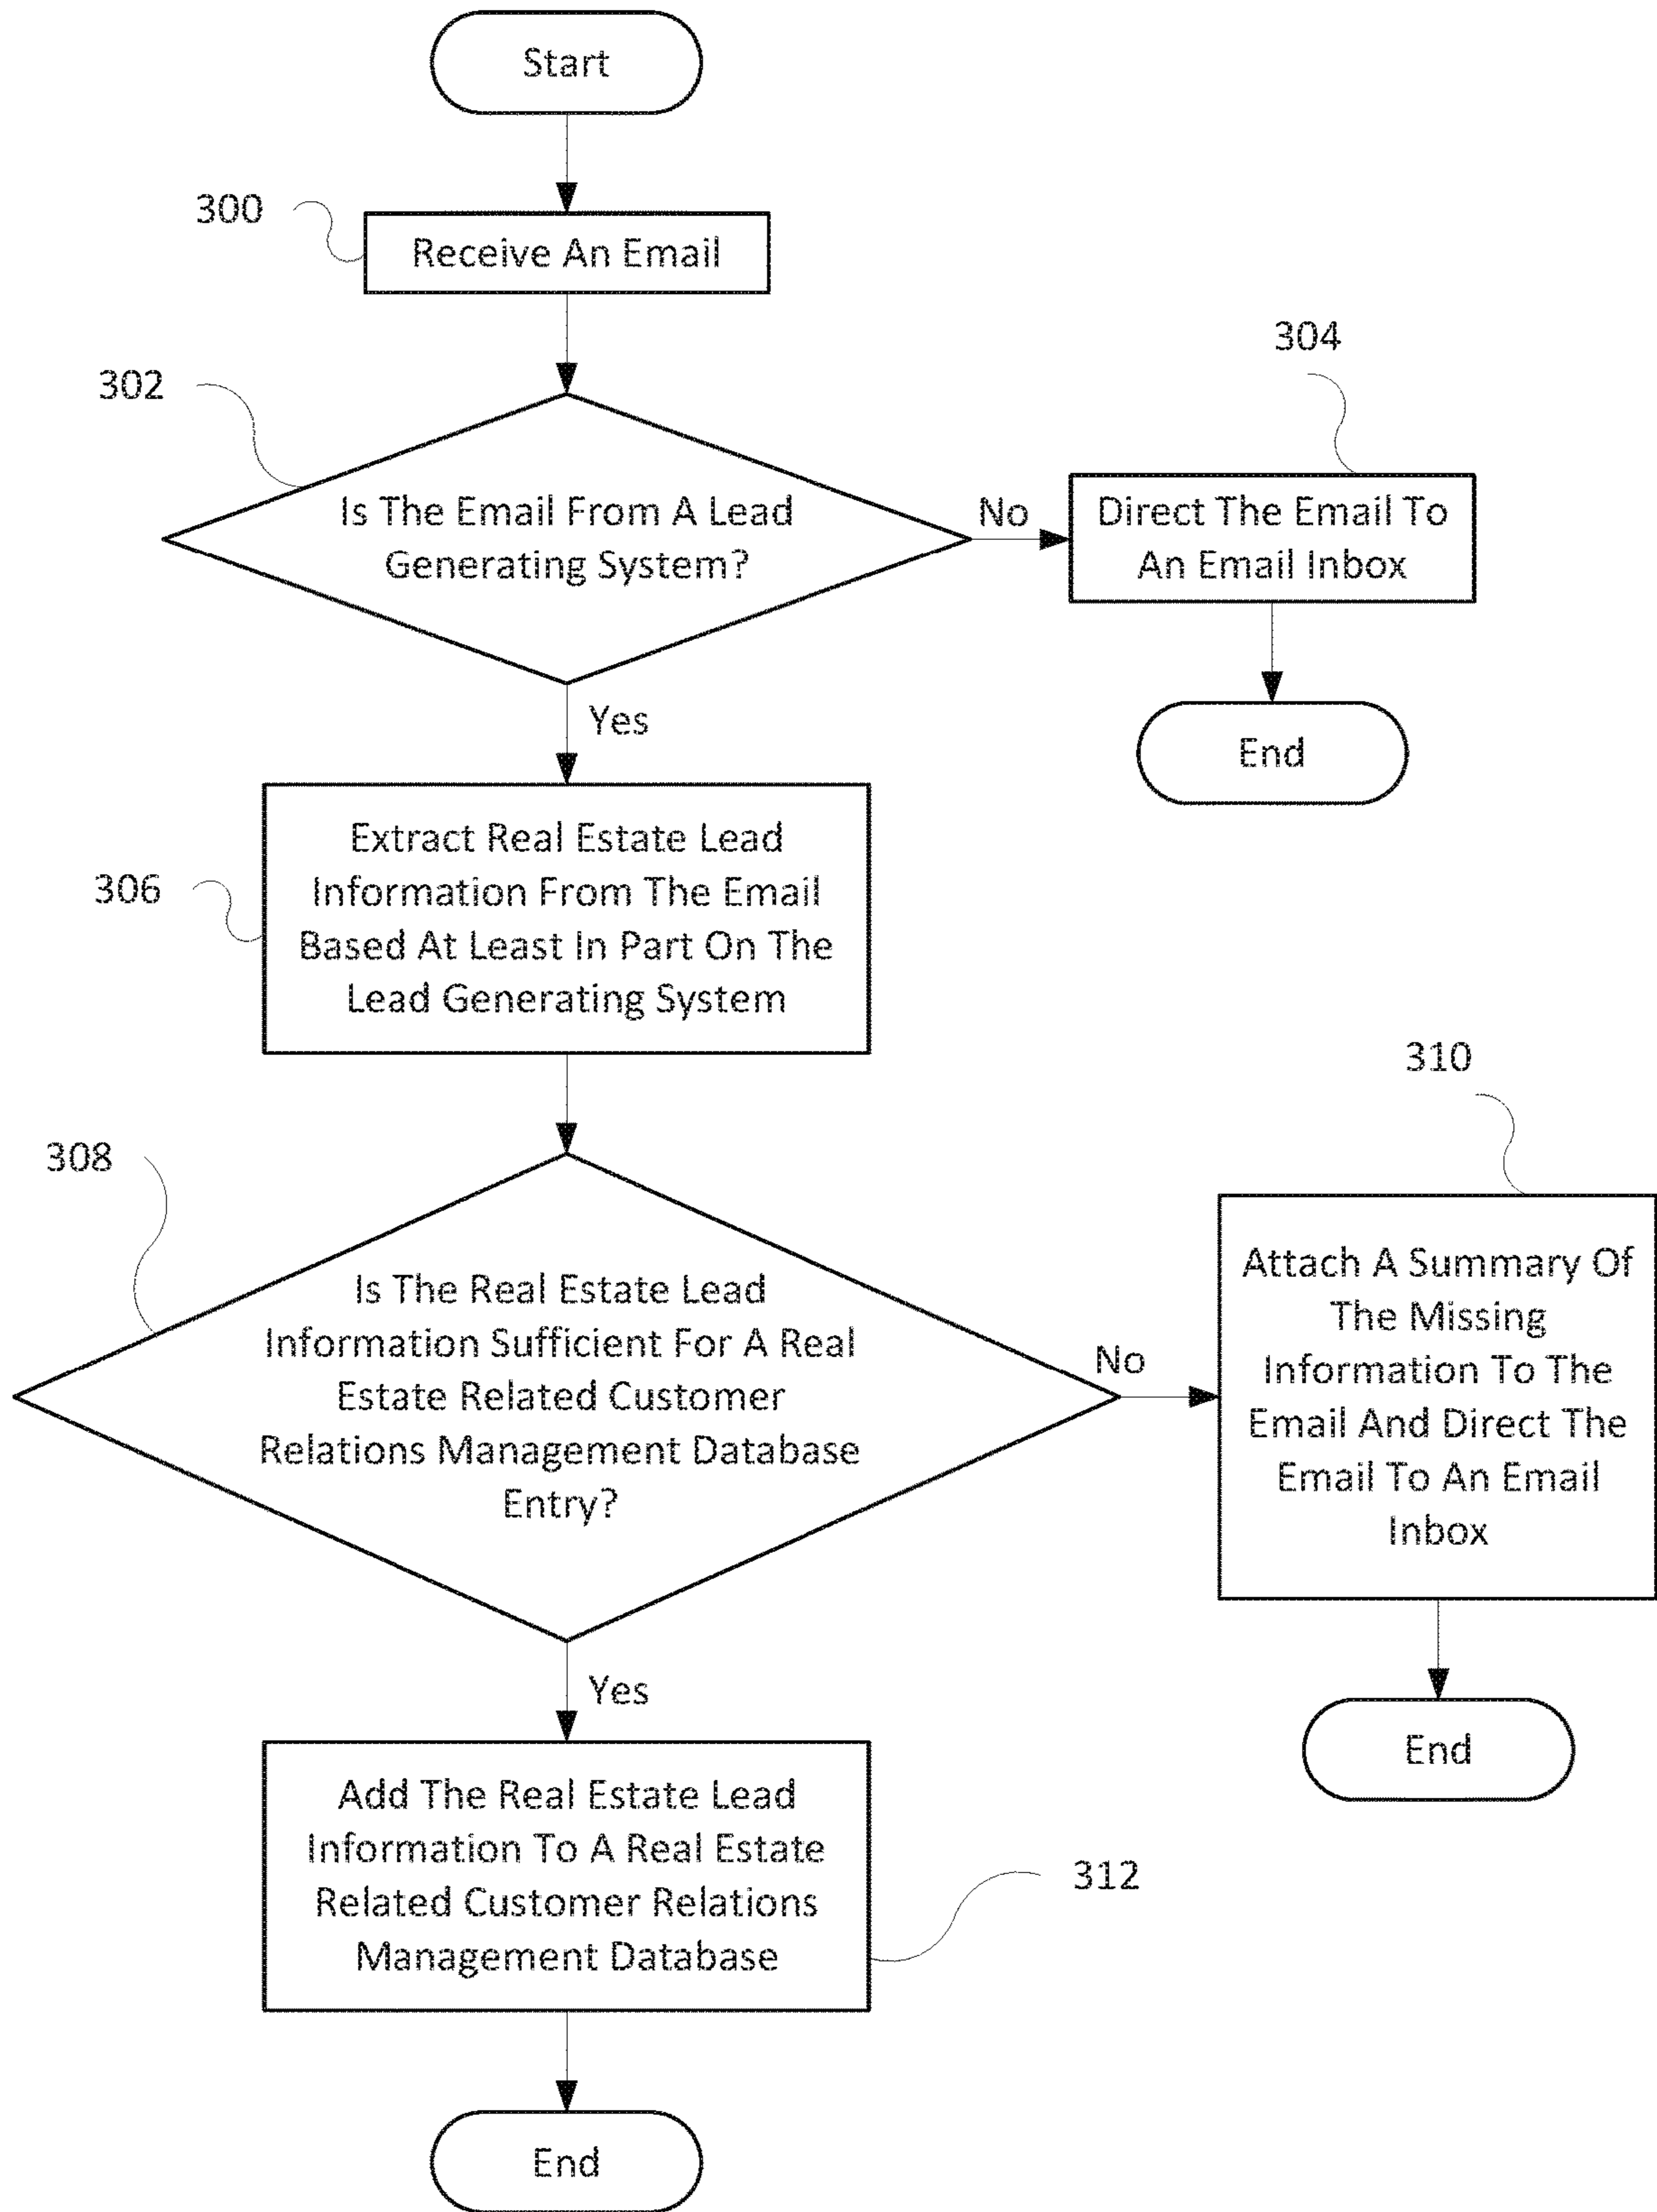 Start
300
Receive An Email
302
Is The Email From A Lead
Generating System?
No
304
Direct The Email To
An Email Inbox
End
Yes
306
Extract Real Estate Lead
Information From The Email
Based At Least In Part On The
Lead Generating System
308
Is The Real Estate Lead
Information Sufficient For A Real
Estate Related Customer
Relations Management Database
Entry?
No
310
Attach A Summary Of
The Missing
Information To The
Email And Direct The
Email To An Email
Inbox
End
Yes
Add The Real Estate Lead
Information To A Real Estate
Related Customer Relations
Management Database
312
End